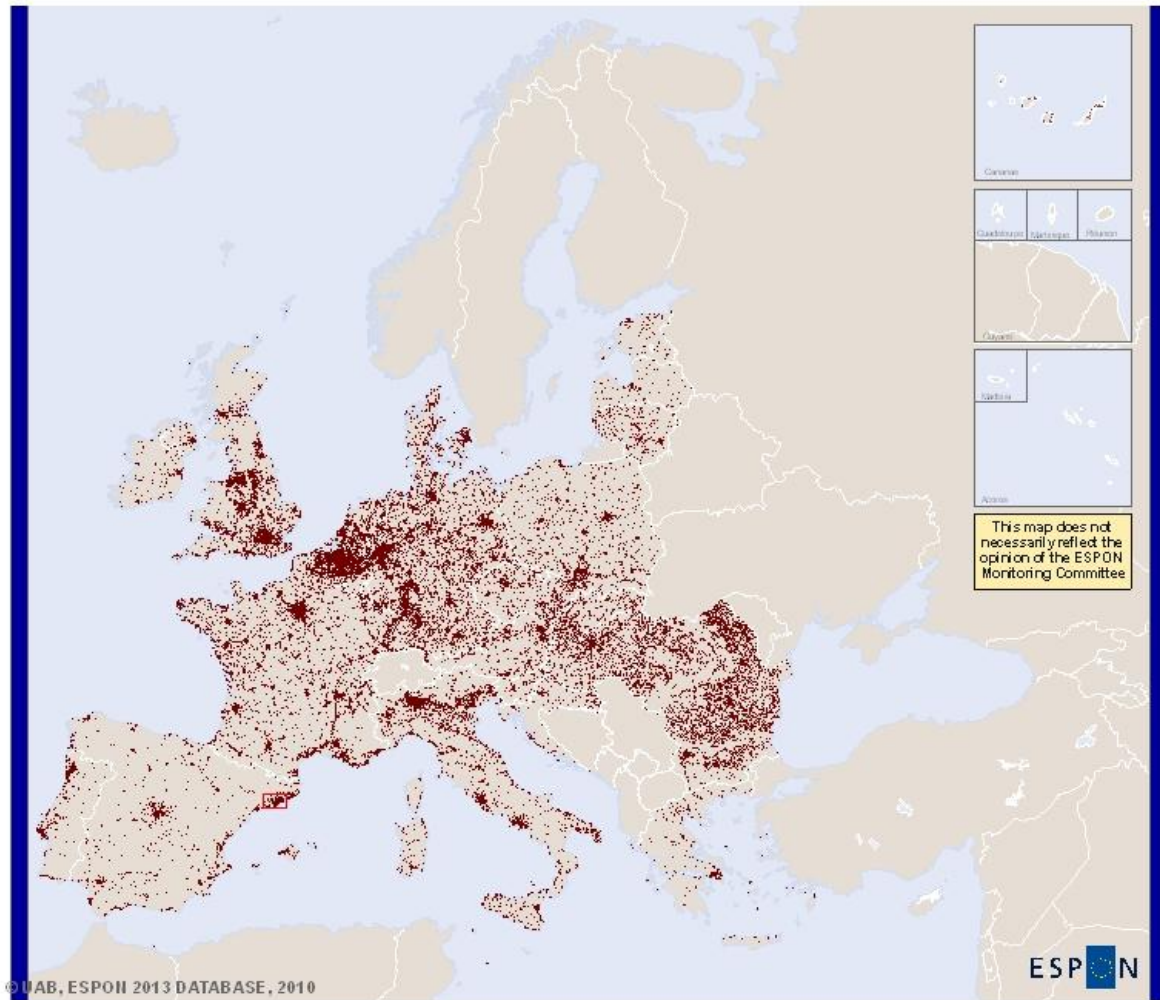 Canarias
Guadeloupe Martinique Réunion
Guyane
Madeira
Acores
This map does not
necessarily reflect the
opinion of the ESPON
Monitoring Committee
ESPON
© UAB, ESPON 2013 DATABASE, 2010